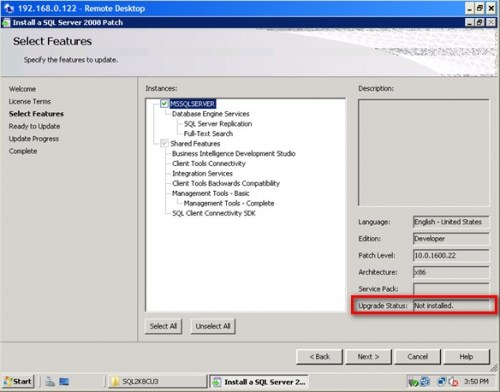 192.168.0.122 - Remote Desktop
Install a SQL Server 2008 Patch
Select Features
Specify the features to update.
Welcome
License Terms
Select Features
Ready to Update
Update Progress
Complete
Instances:
MSSQLSERVER
Database Engine Services
SQL Server Replication
Full-Text Search
Shared Features
Business Intelligence Development Studio
Client Tools Connectivity
Integration Services
Client Tools Backwards Compatibility
Management Tools - Basic
Management Tools - Complete
SQL Client Connectivity SDK
Select All
Unselect All
Description:
Language: English - United States
Edition: Developer
Patch Level: 10.0.1600.22
Architecture: x86
Service Pack:
Upgrade Status: Not installed.
< Back
Next >
Cancel
Help
Start
SQL2K8CU3
Install a SQL Server 2...
3:50 PM